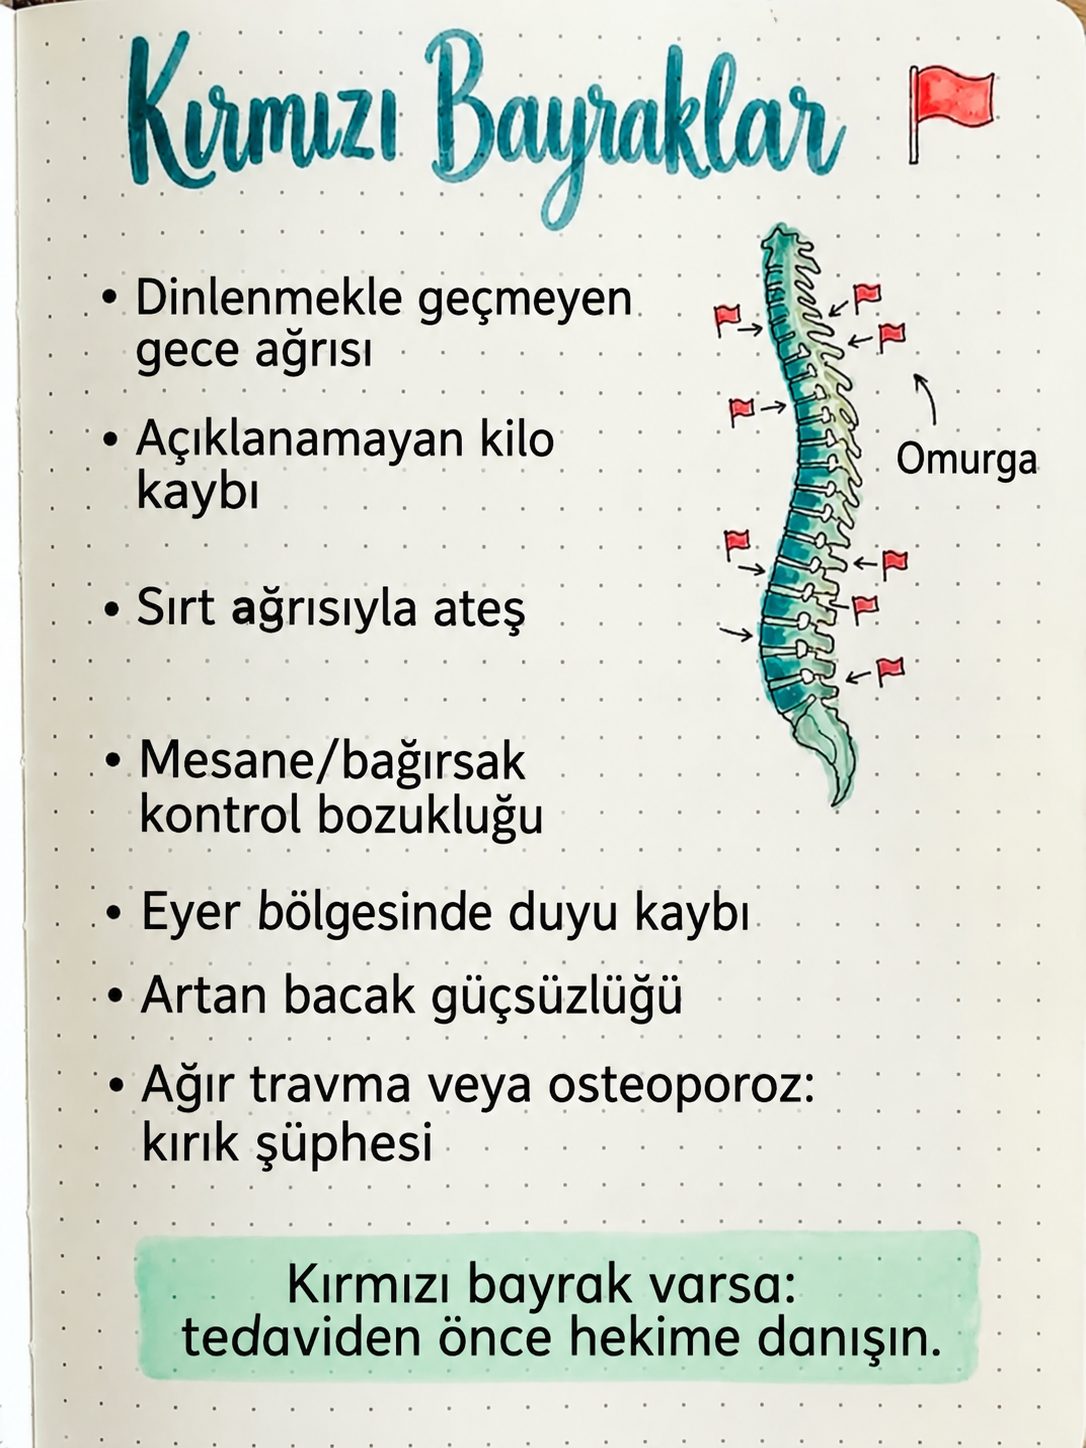 Kırmızı Bayraklar
• Dinlenmekle geçmeyen
gece ağrısı
• Açıklanamayan kilo
kaybı
• Sırt ağrısıyla ateş
• Mesane/bağırsak
kontrol bozukluğu
• Eyer bölgesinde duyu kaybı
• Artan bacak güçsüzlüğü
• Ağır travma veya osteoporoz:
kırık şüphesi
Omurga
Kırmızı bayrak varsa:
tedaviden önce hekime danışın.